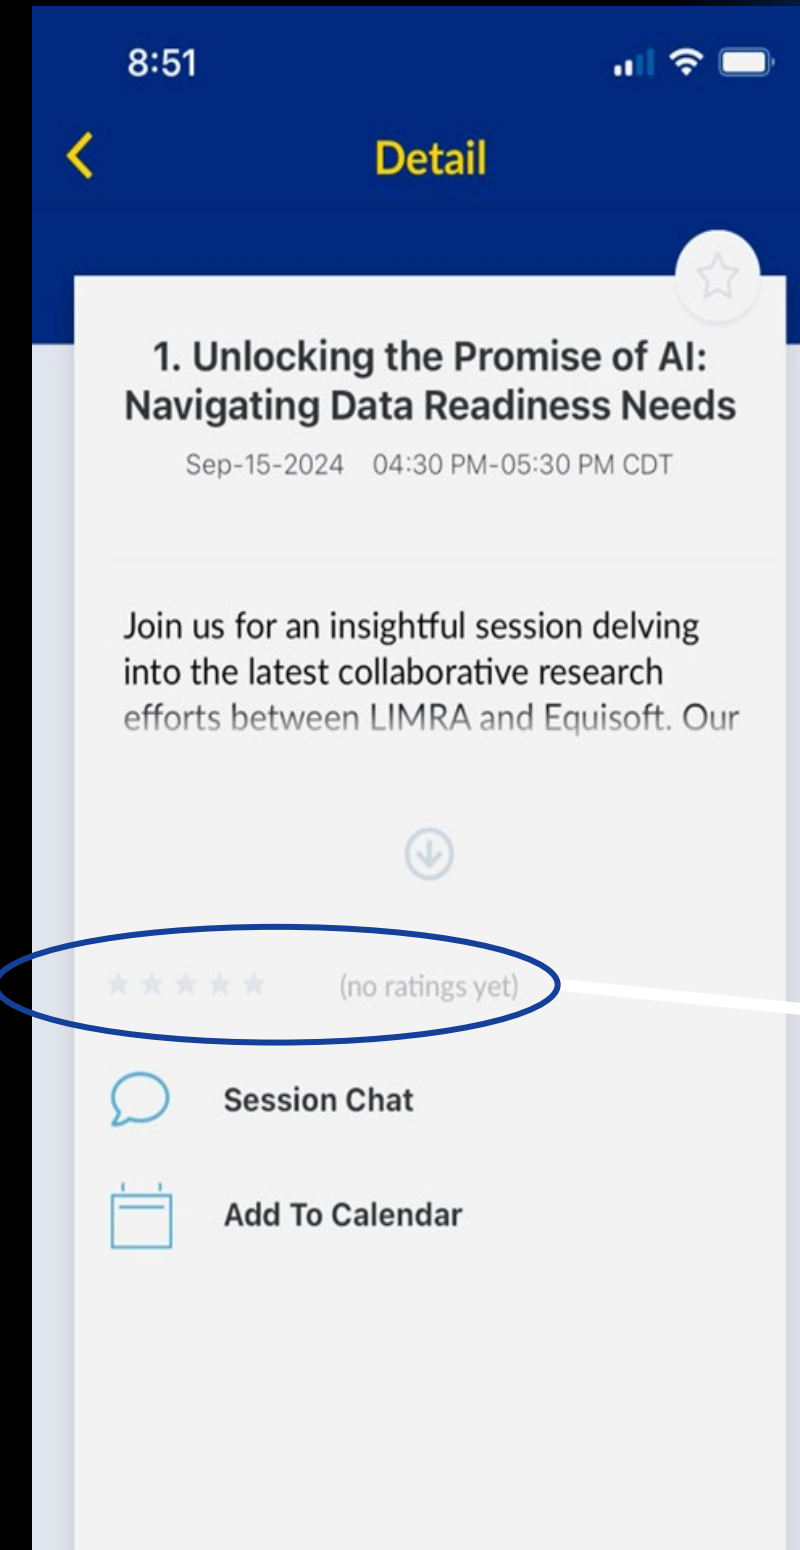 8:51
Detail
1. Unlocking the Promise of AI:
Navigating Data Readiness Needs
Sep-15-2024 04:30 PM-05:30 PM CDT
Join us for an insightful session delving
into the latest collaborative research
efforts between LIMRA and Equisoft. Our
(no ratings yet)
Session Chat
Add To Calendar